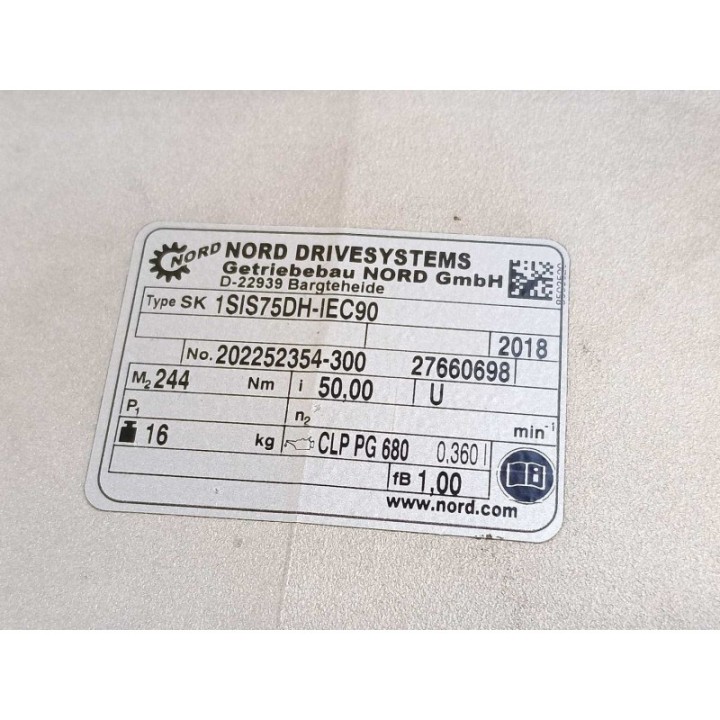 NORD NORD DRIVESYSTEMS
Getriebebau NORD GmbH
D-22939 Bargteheide
Type SK 1SIS75DH-IEC90
2018
No. 202252354-300 27660698
M2 244 Nm i 50,00 U
P1 n2 min-1
16 kg CLP PG 680 0,360 l
fB 1,00
www.nord.com